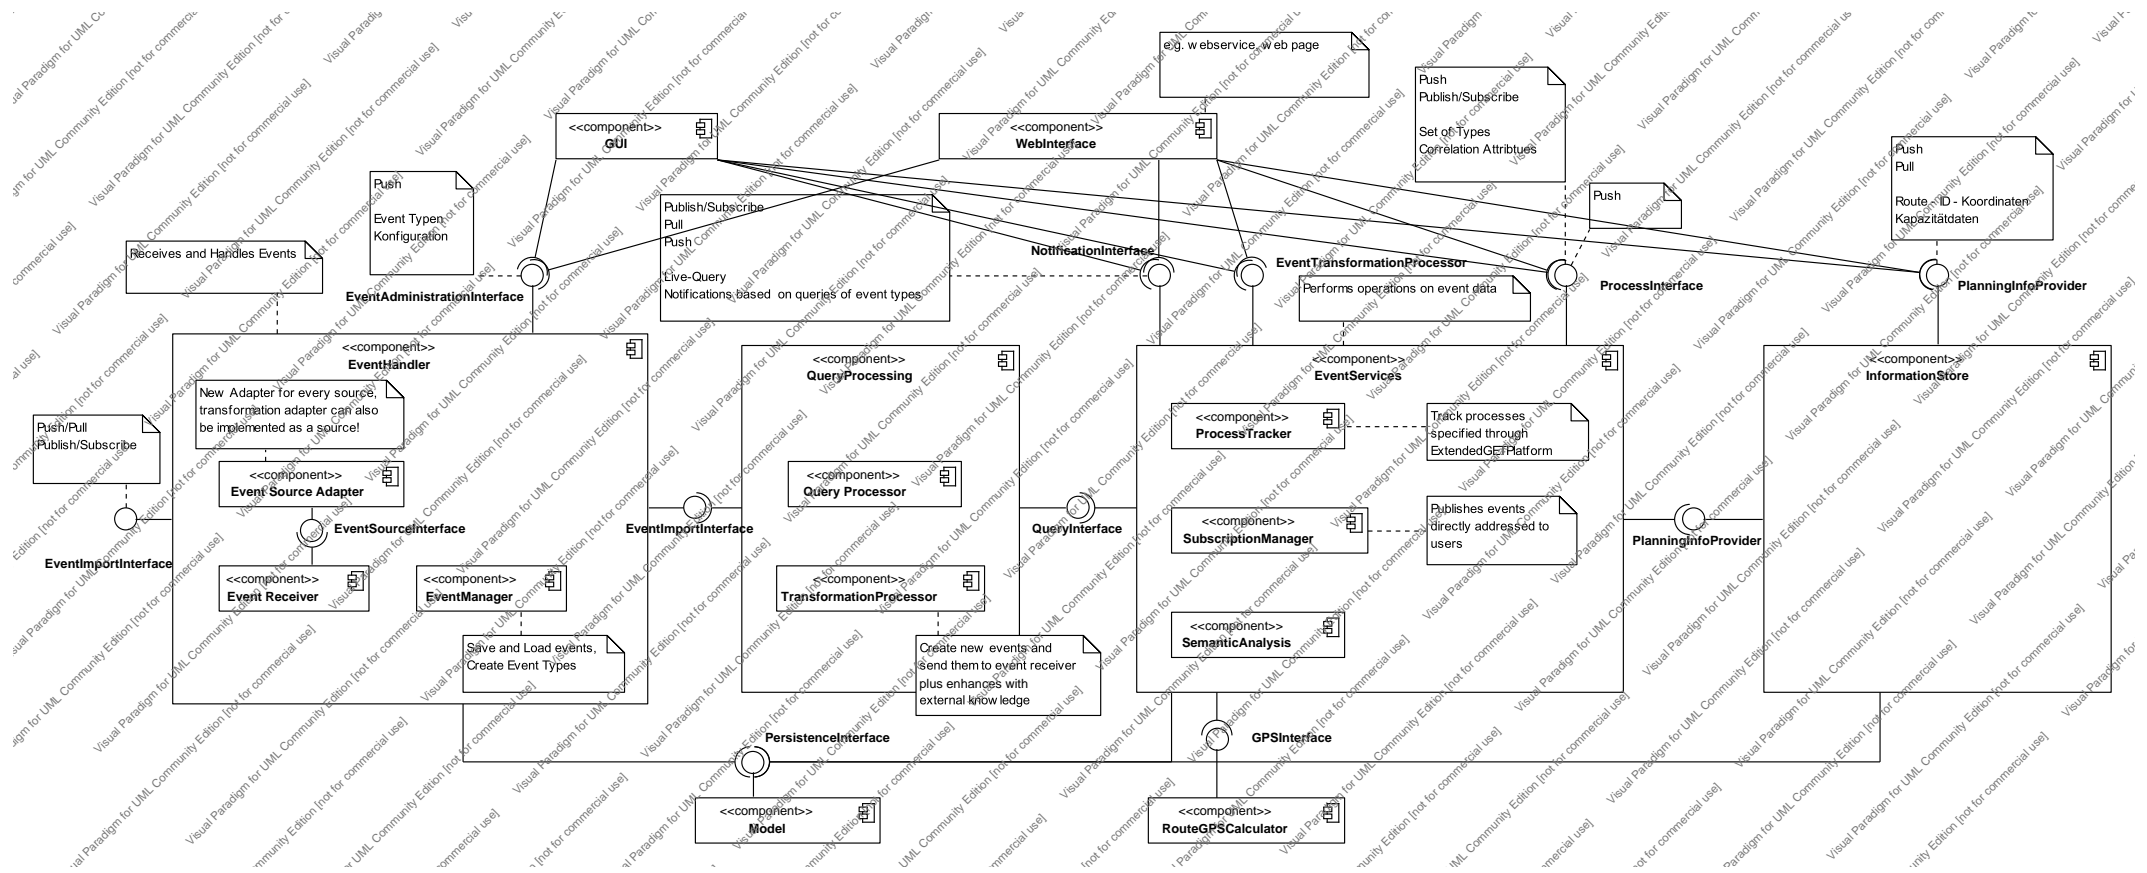 e.g. webservice, web page
Push
Publish/Subscribe
Set of Types
Correlation Attribtues
<<component>>
GUI
<<component>>
WebInterface
Push
Pull
Route - ID - Koordinaten
Kapazitätdaten
Push
Event Typen
Konfiguration
Push
Publish/Subscribe
Pull
Push
Live-Query
Notifications based on queries of event types
Receives and Handles Events
NotificationInterface
EventTransformationProcessor
Performs operations on event data
ProcessInterface
PlanningInfoProvider
EventAdministrationInterface
<<component>>
EventHandler
New Adapter for every source,
transformation adapter can also
be implemented as a source!
Push/Pull
Publish/Subscribe
<<component>>
Event Source Adapter
EventSourceInterface
EventImportInterface
<<component>>
Event Receiver
<<component>>
EventManager
Save and Load events,
Create Event Types
EventImportInterface
<<component>>
QueryProcessing
<<component>>
Query Processor
<<component>>
TransformationProcessor
Create new events and
send them to event receiver
plus enhances with
external knowledge
QueryInterface
<<component>>
EventServices
<<component>>
ProcessTracker
Track processes
specified through
ExtendedGETPlatform
<<component>>
SubscriptionManager
Publishes events
directly addressed to
users
<<component>>
SemanticAnalysis
PlanningInfoProvider
<<component>>
InformationStore
PersistenceInterface
GPSInterface
<<component>>
Model
<<component>>
RouteGPSCalculator
Visual Paradigm for UML Community Edition [not for commercial use]